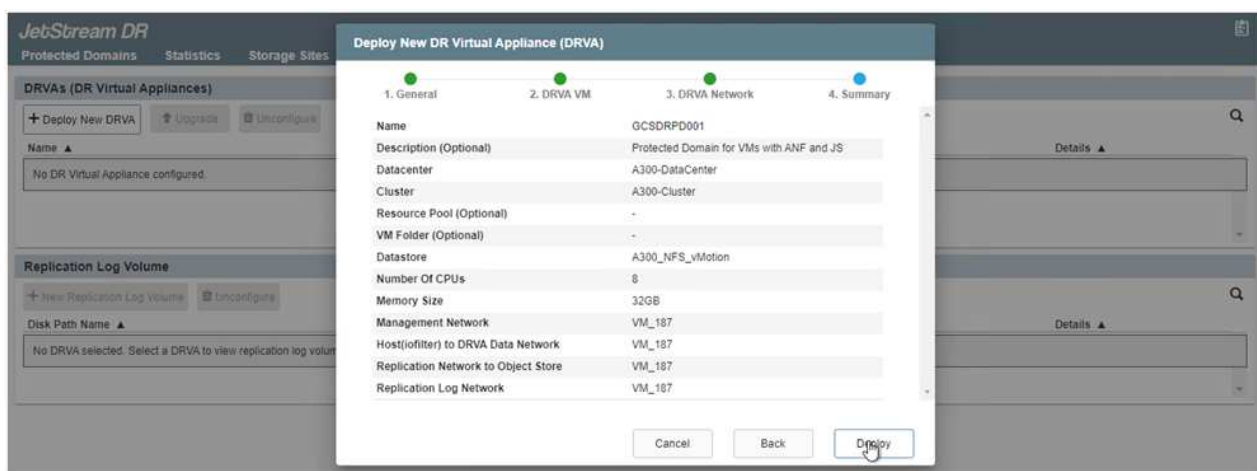 JetStream DR
Protected Domains Statistics Storage Sites
Deploy New DR Virtual Appliance (DRVA)
1. General 2. DRVA VM 3. DRVA Network 4. Summary
DRVAs (DR Virtual Appliances)
+ Deploy New DRVA Upgrade Unconfigure
Name ▲ Details ▲
No DR Virtual Appliance configured.
Replication Log Volume
+ New Replication Log Volume Unconfigure
Disk Path Name ▲ Details ▲
No DRVA selected. Select a DRVA to view replication log volum
Name GCSDRPD001
Description (Optional) Protected Domain for VMs with ANF and JS
Datacenter A300-DataCenter
Cluster A300-Cluster
Resource Pool (Optional) -
VM Folder (Optional) -
Datastore A300_NFS_vMotion
Number Of CPUs 8
Memory Size 32GB
Management Network VM_187
Host(iofilter) to DRVA Data Network VM_187
Replication Network to Object Store VM_187
Replication Log Network VM_187
Cancel Back Deploy